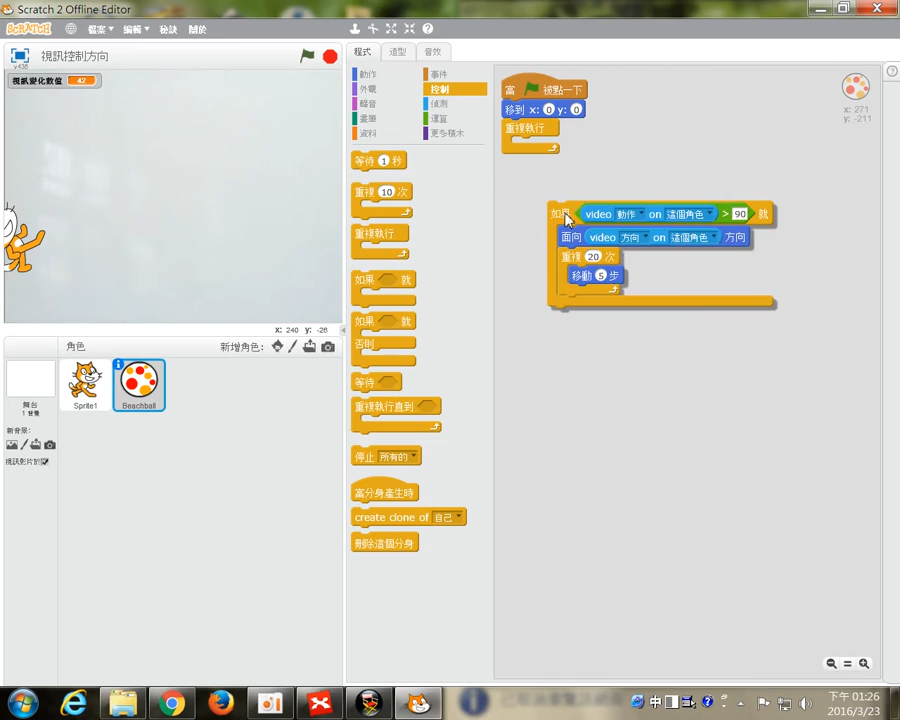 Scratch 2 Offline Editor
SCRATCH 檔案▼ 編輯▼ 秘訣 關於
v438 視訊控制方向
視訊變化數值 42
x: 240 y: -26
角色 新增角色:
舞台
1 背景
新背景:
視訊影片於
Sprite1
Beachball
程式 造型 音效
動作 事件
外觀 控制
聲音 偵測
畫筆 運算
資料 更多積木
等待 1 秒
重複 10 次
重複執行
如果 就
如果 就
否則
等待
重複執行直到
停止 所有的
當分身產生時
create clone of 自己
刪除這個分身
當 被點一下
移到 x: 0 y: 0
重複執行
如果 video 動作 on 這個角色 > 90 就
面向 video 方向 on 這個角色 方向
重複 20 次
移動 5 步
x: 271
y: -211
中
下午 01:26
2016/3/23